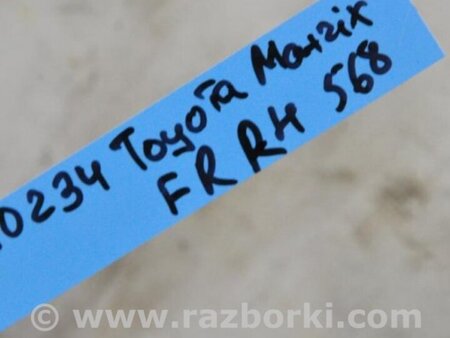 0234 Toyota Matrix
FR RH 568
© www.razborki.com